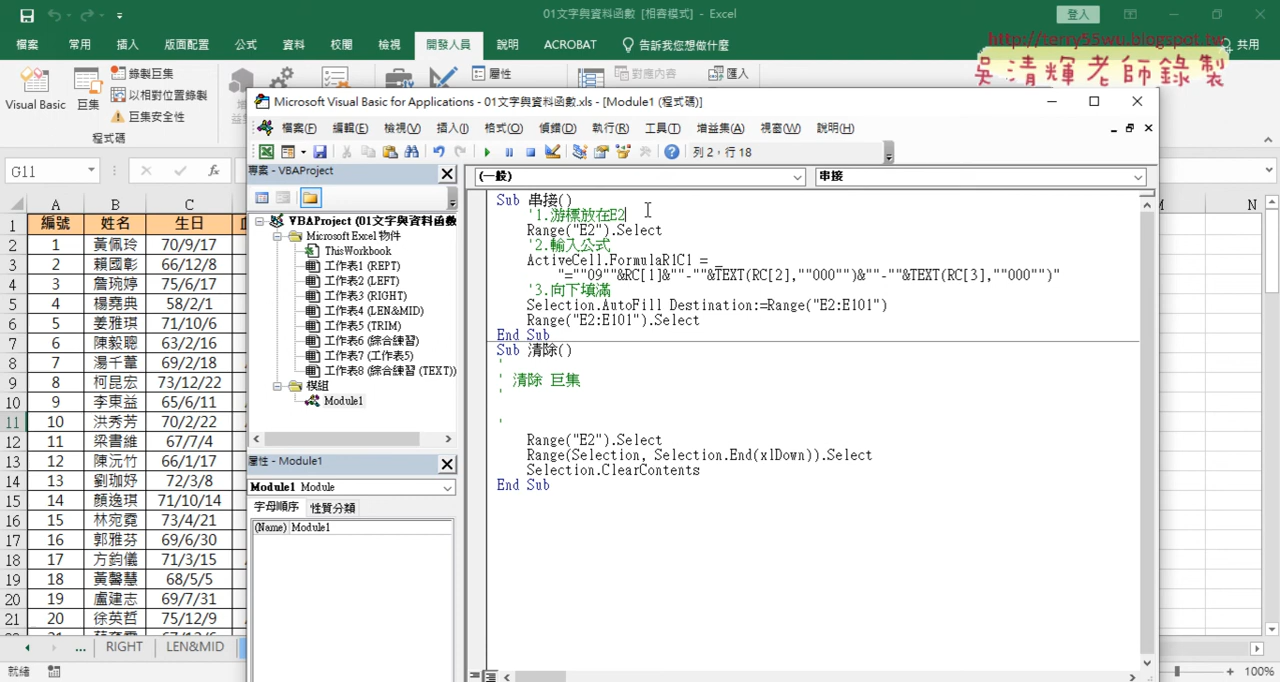 01文字與資料函數 [相容模式] - Excel
登入
檔案 常用 插入 版面配置 公式 資料 校閱 檢視 開發人員 說明 ACROBAT 告訴我您想做什麼 共用
http://terry55wu.blogspot.tw
吳清輝老師錄製
Visual Basic 巨集 錄製巨集 以相對位置錄製 巨集安全性
程式碼
屬性 對應內容 匯入
Microsoft Visual Basic for Applications - 01文字與資料函數.xls - [Module1 (程式碼)]
檔案(F) 編輯(E) 檢視(V) 插入(I) 格式(O) 偵錯(D) 執行(R) 工具(T) 增益集(A) 視窗(W) 說明(H)
列 2，行 18
G11
專案 - VBAProject
VBAProject (01文字與資料函數
Microsoft Excel 物件
ThisWorkbook
工作表1 (REPT)
工作表2 (LEFT)
工作表3 (RIGHT)
工作表4 (LEN&MID)
工作表5 (TRIM)
工作表6 (綜合練習)
工作表7 (工作表5)
工作表8 (綜合練習 (TEXT))
模組
Module1
屬性 - Module1
Module1 Module
字母順序 性質分類
(Name) Module1
(一般) 串接
Sub 串接()
'1.游標放在E2
Range("E2").Select
'2.輸入公式
ActiveCell.FormulaR1C1 = _
"=""09""&RC[1]&""-""&TEXT(RC[2],""000"")&""-""&TEXT(RC[3],""000"")"
'3.向下填滿
Selection.AutoFill Destination:=Range("E2:E101")
Range("E2:E101").Select
End Sub
Sub 清除()
'
' 清除 巨集
'
'
Range("E2").Select
Range(Selection, Selection.End(xlDown)).Select
Selection.ClearContents
End Sub
A B C M N
1 編號 姓名 生日
2 1 黃佩玲 70/9/17
3 2 賴國彰 66/12/8
4 3 詹琬婷 75/6/17
5 4 楊堯典 58/2/1
6 5 姜雅琪 71/10/6
7 6 陳毅聰 63/2/16
8 7 湯千葦 69/2/18
9 8 柯昆宏 73/12/22
10 9 李東益 65/6/11
11 10 洪秀芳 70/2/22
12 11 梁書維 67/7/4
13 12 陳沅竹 66/1/17
14 13 劉珈妤 72/3/8
15 14 顏逸琪 71/10/14
16 15 林宛霓 73/4/21
17 16 郭雅芬 69/6/30
18 17 方鈞儀 71/3/15
19 18 黃馨慧 68/5/5
20 19 盧建志 69/7/31
21 20 徐英哲 75/12/9
... RIGHT LEN&MID
就緒
100%